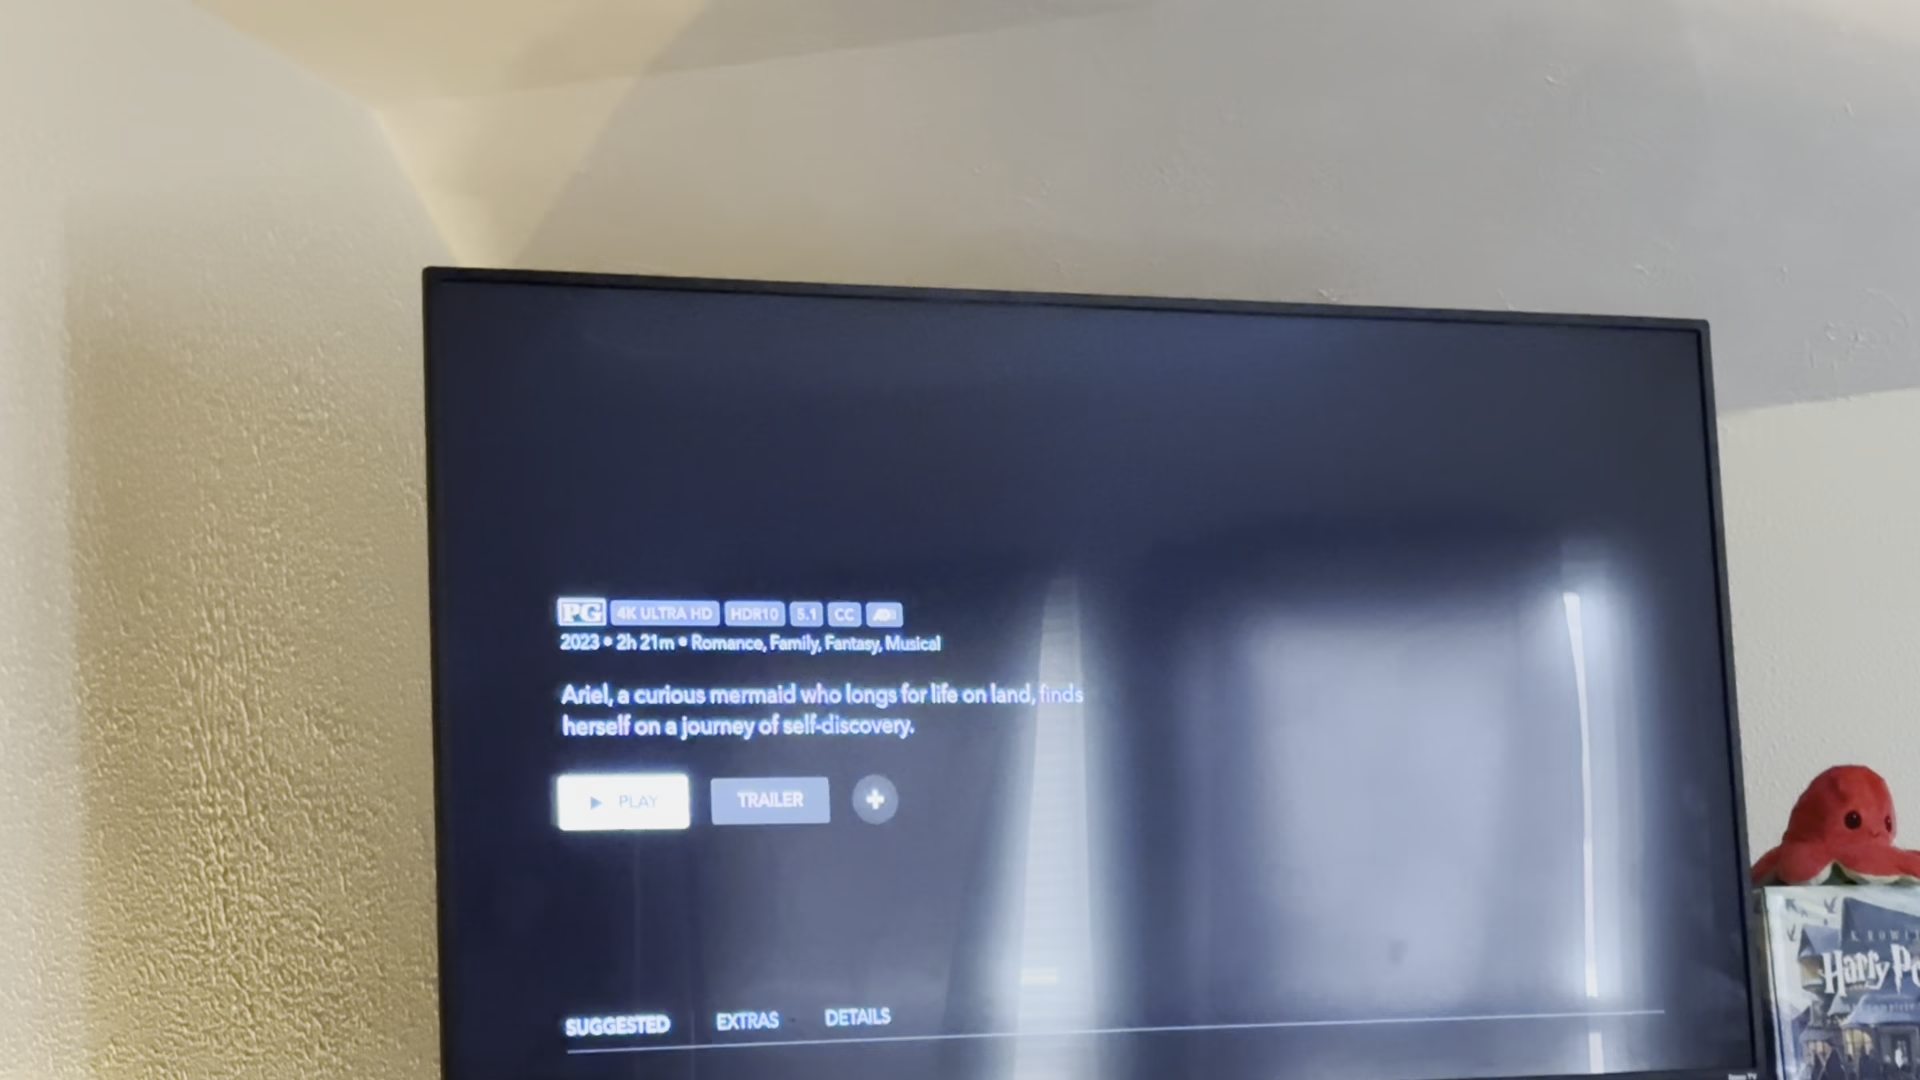 PG 4K ULTRA HD HDR10 5.1 CC AD
2023 • 2h 21m • Romance, Family, Fantasy, Musical
Ariel, a curious mermaid who longs for life on land, finds
herself on a journey of self-discovery.
PLAY TRAILER +
SUGGESTED EXTRAS DETAILS
Harry